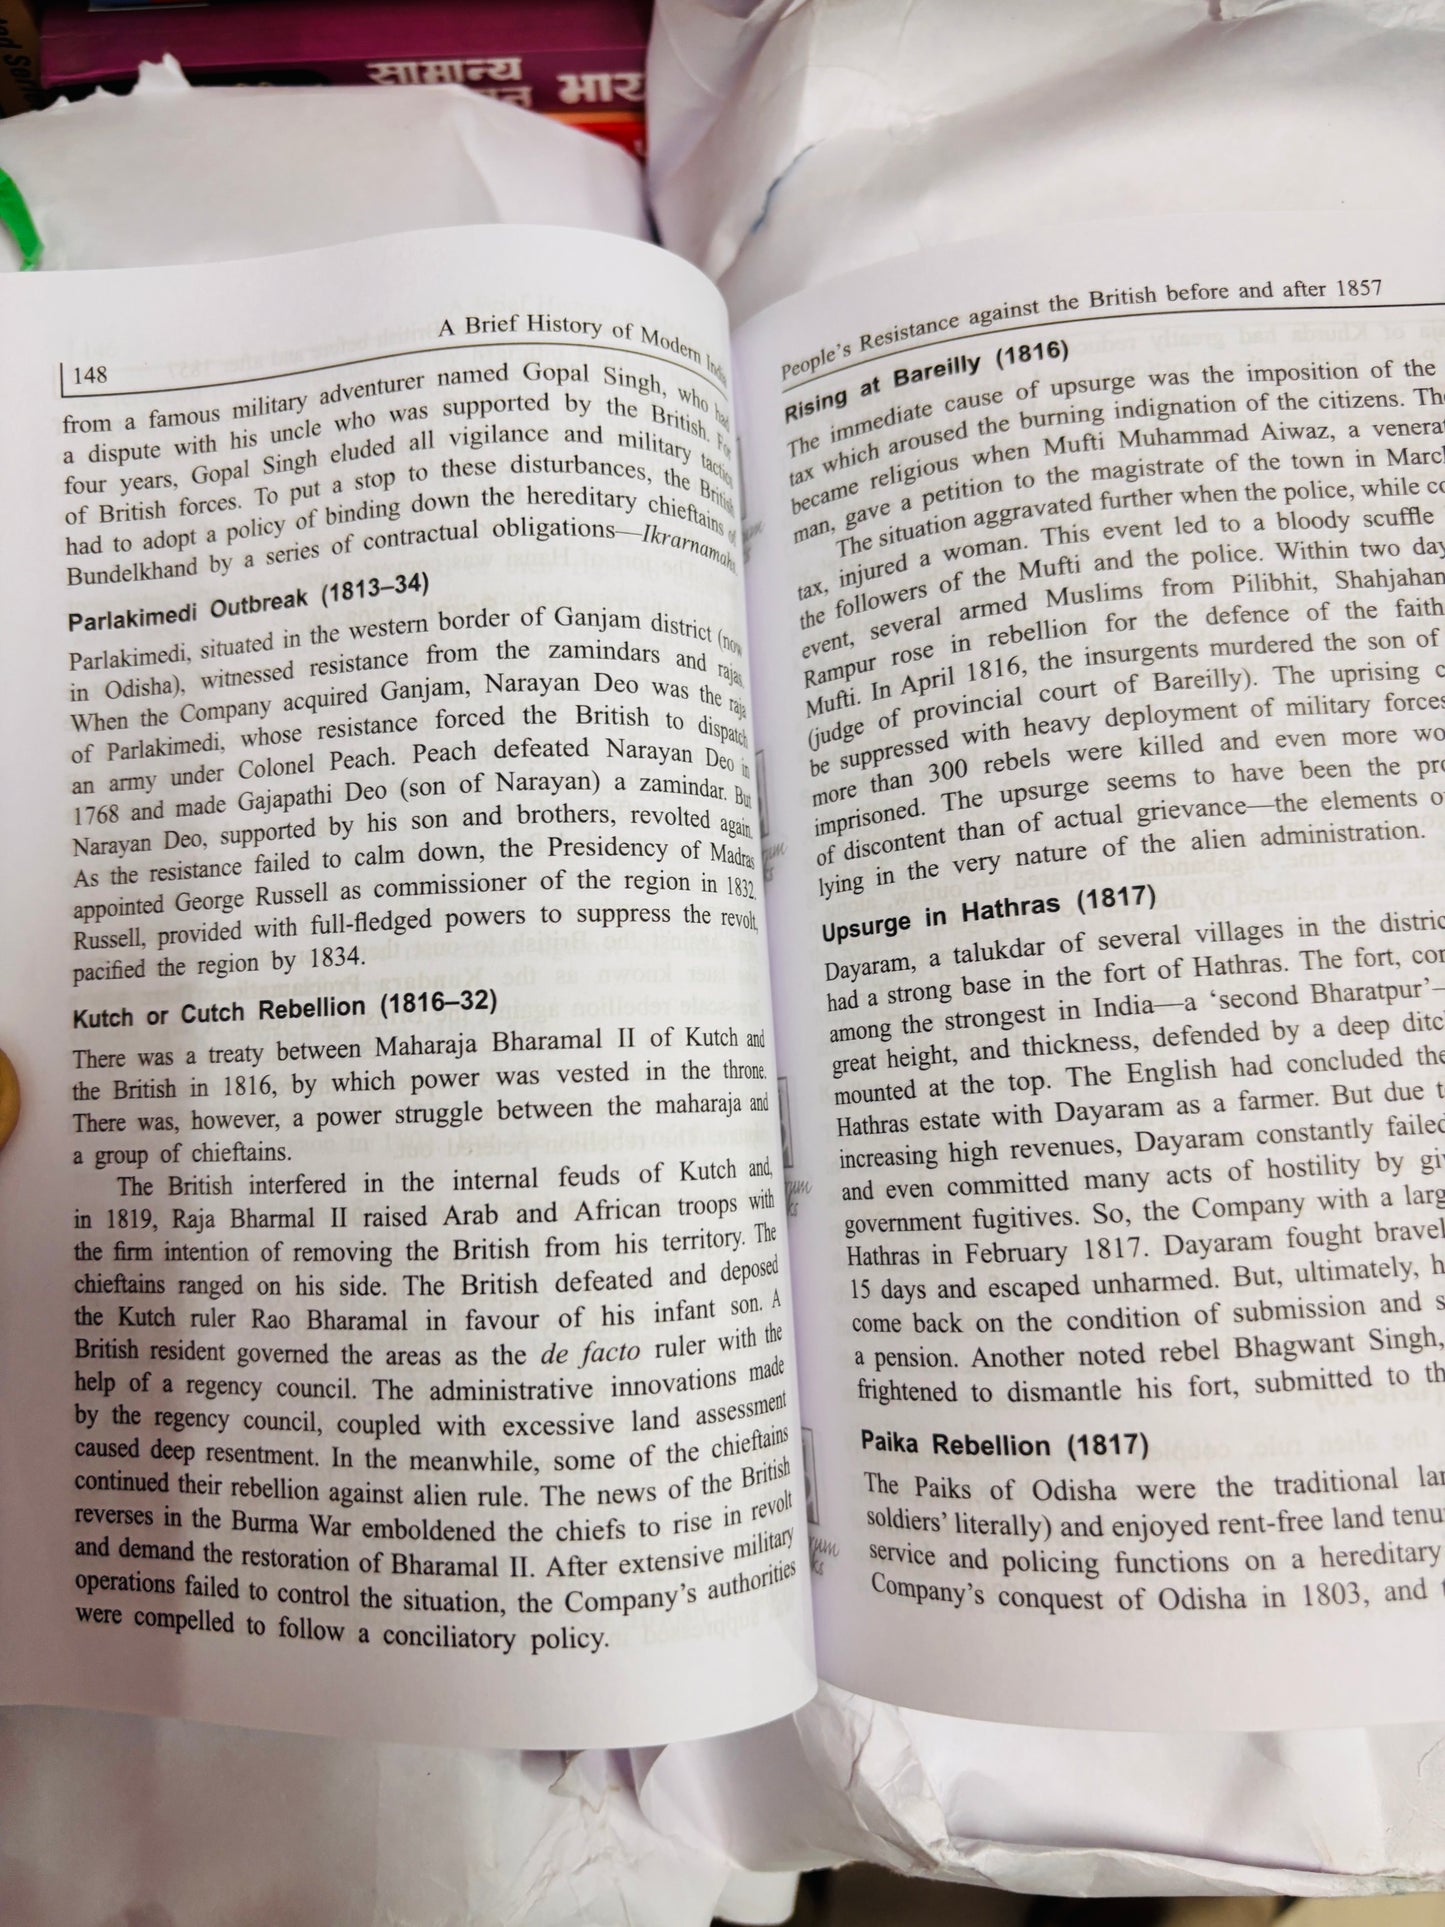 सामान्य
भार
A Brief History of Modern India
148
from a famous military adventurer named Gopal Singh, who had
a dispute with his uncle who was supported by the British. For
four years, Gopal Singh eluded all vigilance and military tactics
of British forces. To put a stop to these disturbances, the British
had to adopt a policy of binding down the hereditary chieftains of
Bundelkhand by a series of contractual obligations—Ikrarnamahs.
Parlakimedi Outbreak (1813–34)
Parlakimedi, situated in the western border of Ganjam district (now
in Odisha), witnessed resistance from the zamindars and rajas.
When the Company acquired Ganjam, Narayan Deo was the raja
of Parlakimedi, whose resistance forced the British to dispatch
an army under Colonel Peach. Peach defeated Narayan Deo in
1768 and made Gajapathi Deo (son of Narayan) a zamindar. But
Narayan Deo, supported by his son and brothers, revolted again.
As the resistance failed to calm down, the Presidency of Madras
appointed George Russell as commissioner of the region in 1832.
Russell, provided with full-fledged powers to suppress the revolt,
pacified the region by 1834.
Kutch or Cutch Rebellion (1816–32)
There was a treaty between Maharaja Bharamal II of Kutch and
the British in 1816, by which power was vested in the throne.
There was, however, a power struggle between the maharaja and
a group of chieftains.
The British interfered in the internal feuds of Kutch and,
in 1819, Raja Bharmal II raised Arab and African troops with
the firm intention of removing the British from his territory. The
chieftains ranged on his side. The British defeated and deposed
the Kutch ruler Rao Bharamal in favour of his infant son. A
British resident governed the areas as the de facto ruler with the
help of a regency council. The administrative innovations made
by the regency council, coupled with excessive land assessment
caused deep resentment. In the meanwhile, some of the chieftains
continued their rebellion against alien rule. The news of the British
reverses in the Burma War emboldened the chiefs to rise in revolt
and demand the restoration of Bharamal II. After extensive military
operations failed to control the situation, the Company's authorities
were compelled to follow a conciliatory policy.
People's Resistance against the British before and after 1857
Rising at Bareilly (1816)
The immediate cause of upsurge was the imposition of the
tax which aroused the burning indignation of the citizens. The
became religious when Mufti Muhammad Aiwaz, a venerat
man, gave a petition to the magistrate of the town in March
The situation aggravated further when the police, while co
tax, injured a woman. This event led to a bloody scuffle
the followers of the Mufti and the police. Within two day
event, several armed Muslims from Pilibhit, Shahjahan
Rampur rose in rebellion for the defence of the faith
Mufti. In April 1816, the insurgents murdered the son of
(judge of provincial court of Bareilly). The uprising c
be suppressed with heavy deployment of military forces
more than 300 rebels were killed and even more wo
imprisoned. The upsurge seems to have been the pro
of discontent than of actual grievance—the elements o
lying in the very nature of the alien administration.
Upsurge in Hathras (1817)
Dayaram, a talukdar of several villages in the distric
had a strong base in the fort of Hathras. The fort, con
among the strongest in India—a 'second Bharatpur'—
great height, and thickness, defended by a deep ditc
mounted at the top. The English had concluded the
Hathras estate with Dayaram as a farmer. But due t
increasing high revenues, Dayaram constantly failed
and even committed many acts of hostility by gi
government fugitives. So, the Company with a larg
Hathras in February 1817. Dayaram fought bravel
15 days and escaped unharmed. But, ultimately, h
come back on the condition of submission and s
a pension. Another noted rebel Bhagwant Singh,
frightened to dismantle his fort, submitted to th
Paika Rebellion (1817)
The Paiks of Odisha were the traditional lan
soldiers' literally) and enjoyed rent-free land tenu
service and policing functions on a hereditary
Company's conquest of Odisha in 1803, and t